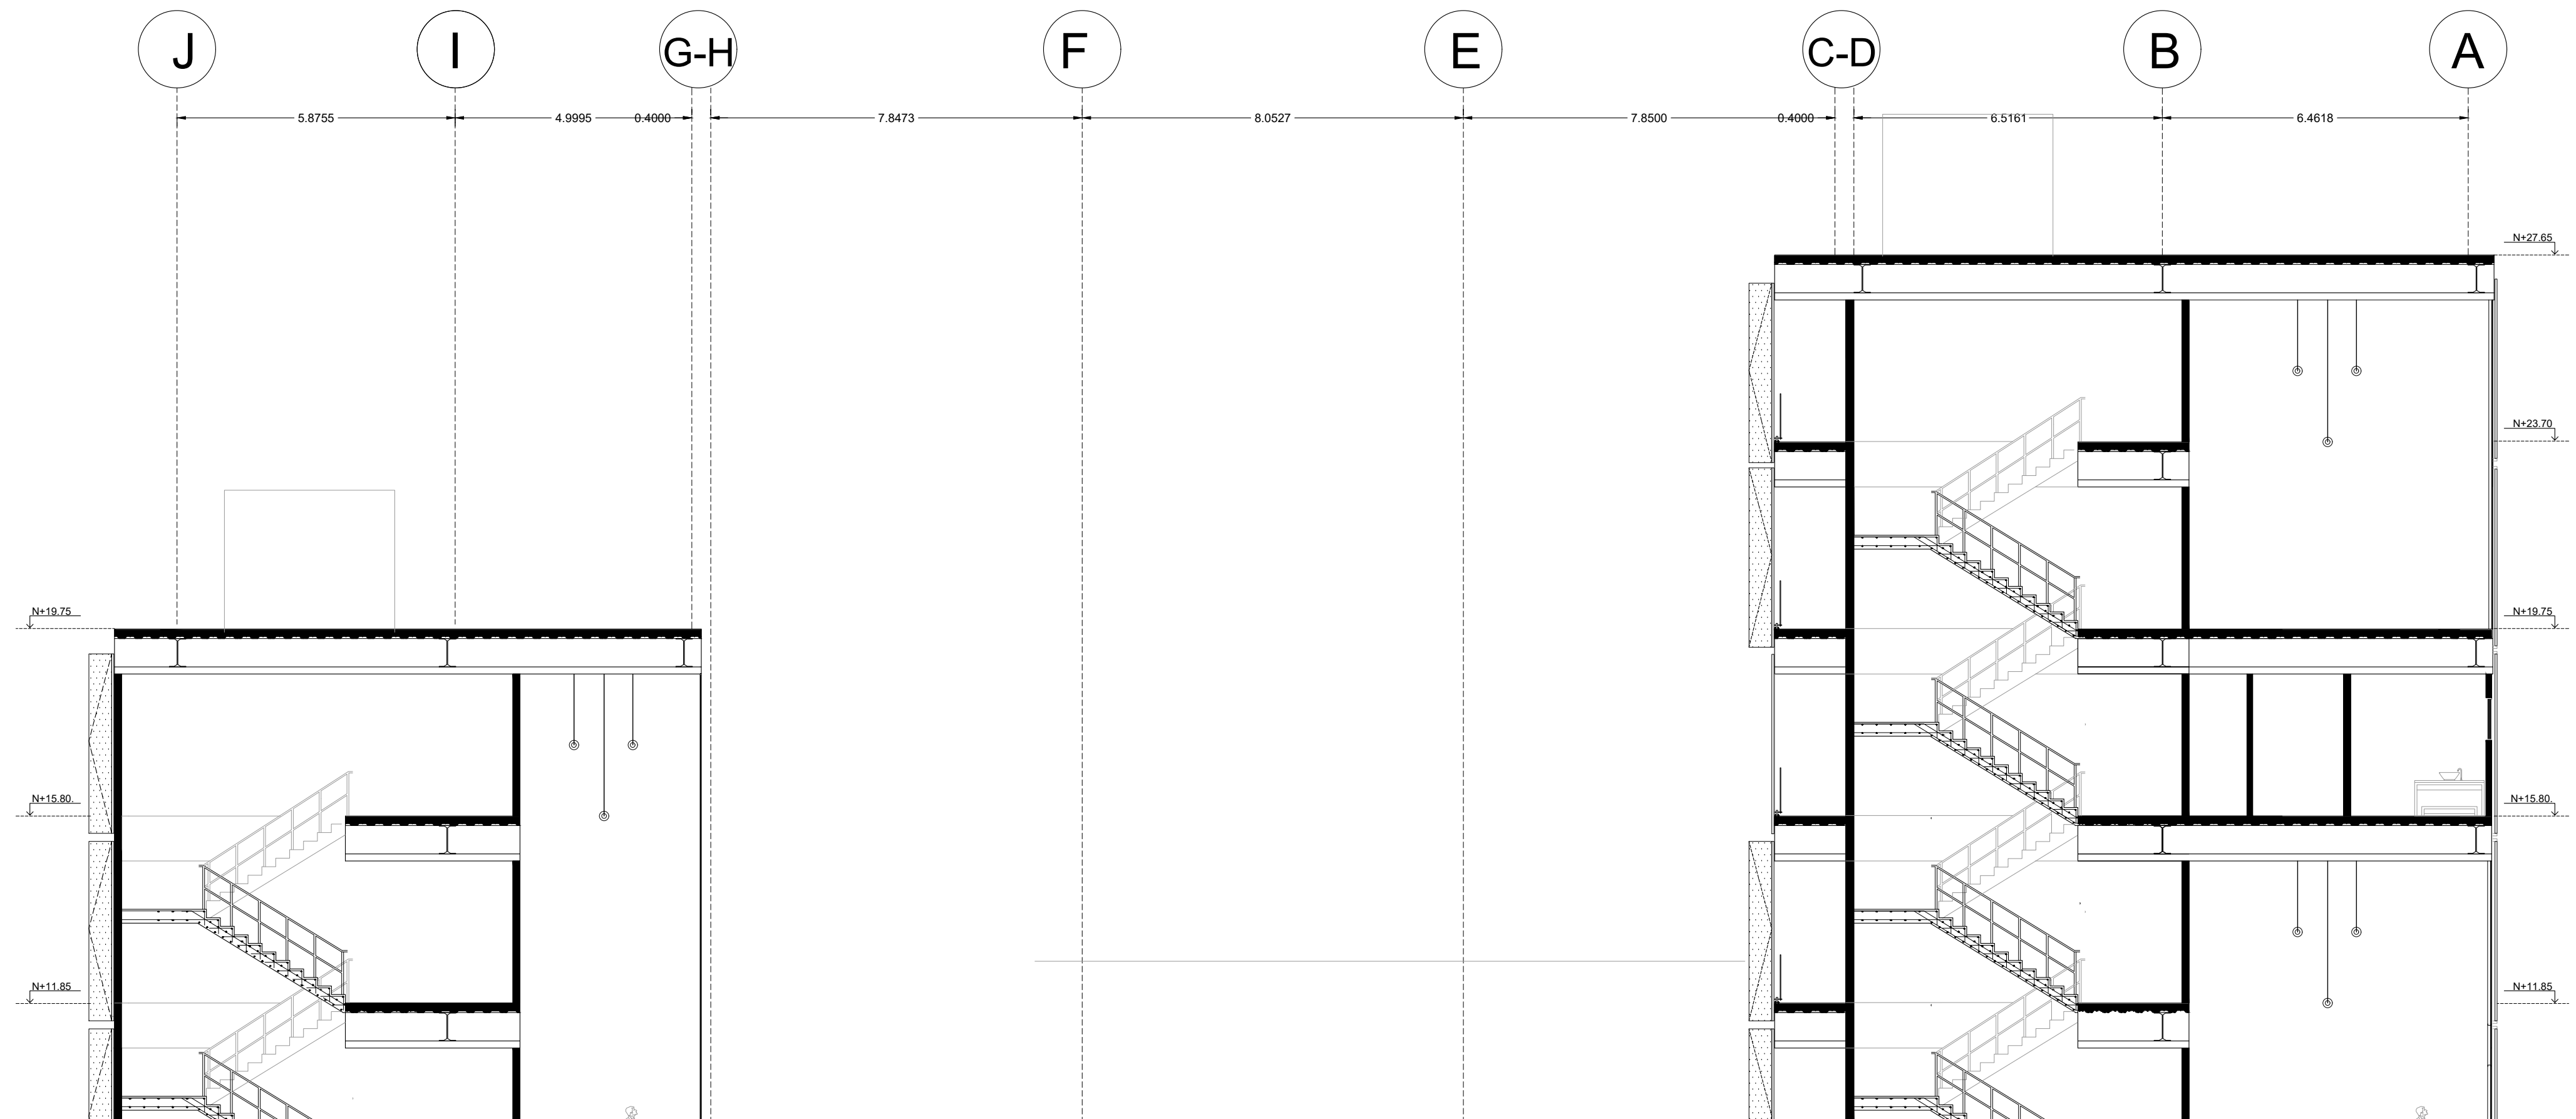 J I G-H F E C-D B A
5.8755 4.9995 0.4000 7.8473 8.0527 7.8500 0.4000 6.5161 6.4618
N+27.65
N+23.70
N+19.75 N+19.75
N+15.80. N+15.80.
N+11.85 N+11.85